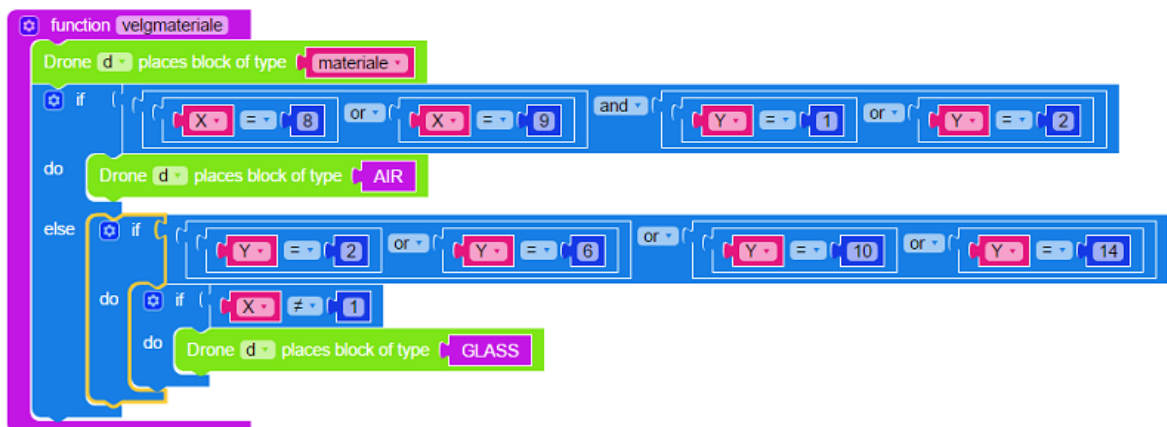 function velgmateriale
Drone d places block of type materiale
if X = 8 or X = 9 and Y = 1 or Y = 2
do Drone d places block of type AIR
else if Y = 2 or Y = 6 or Y = 10 or Y = 14
do if X ≠ 1
do Drone d places block of type GLASS